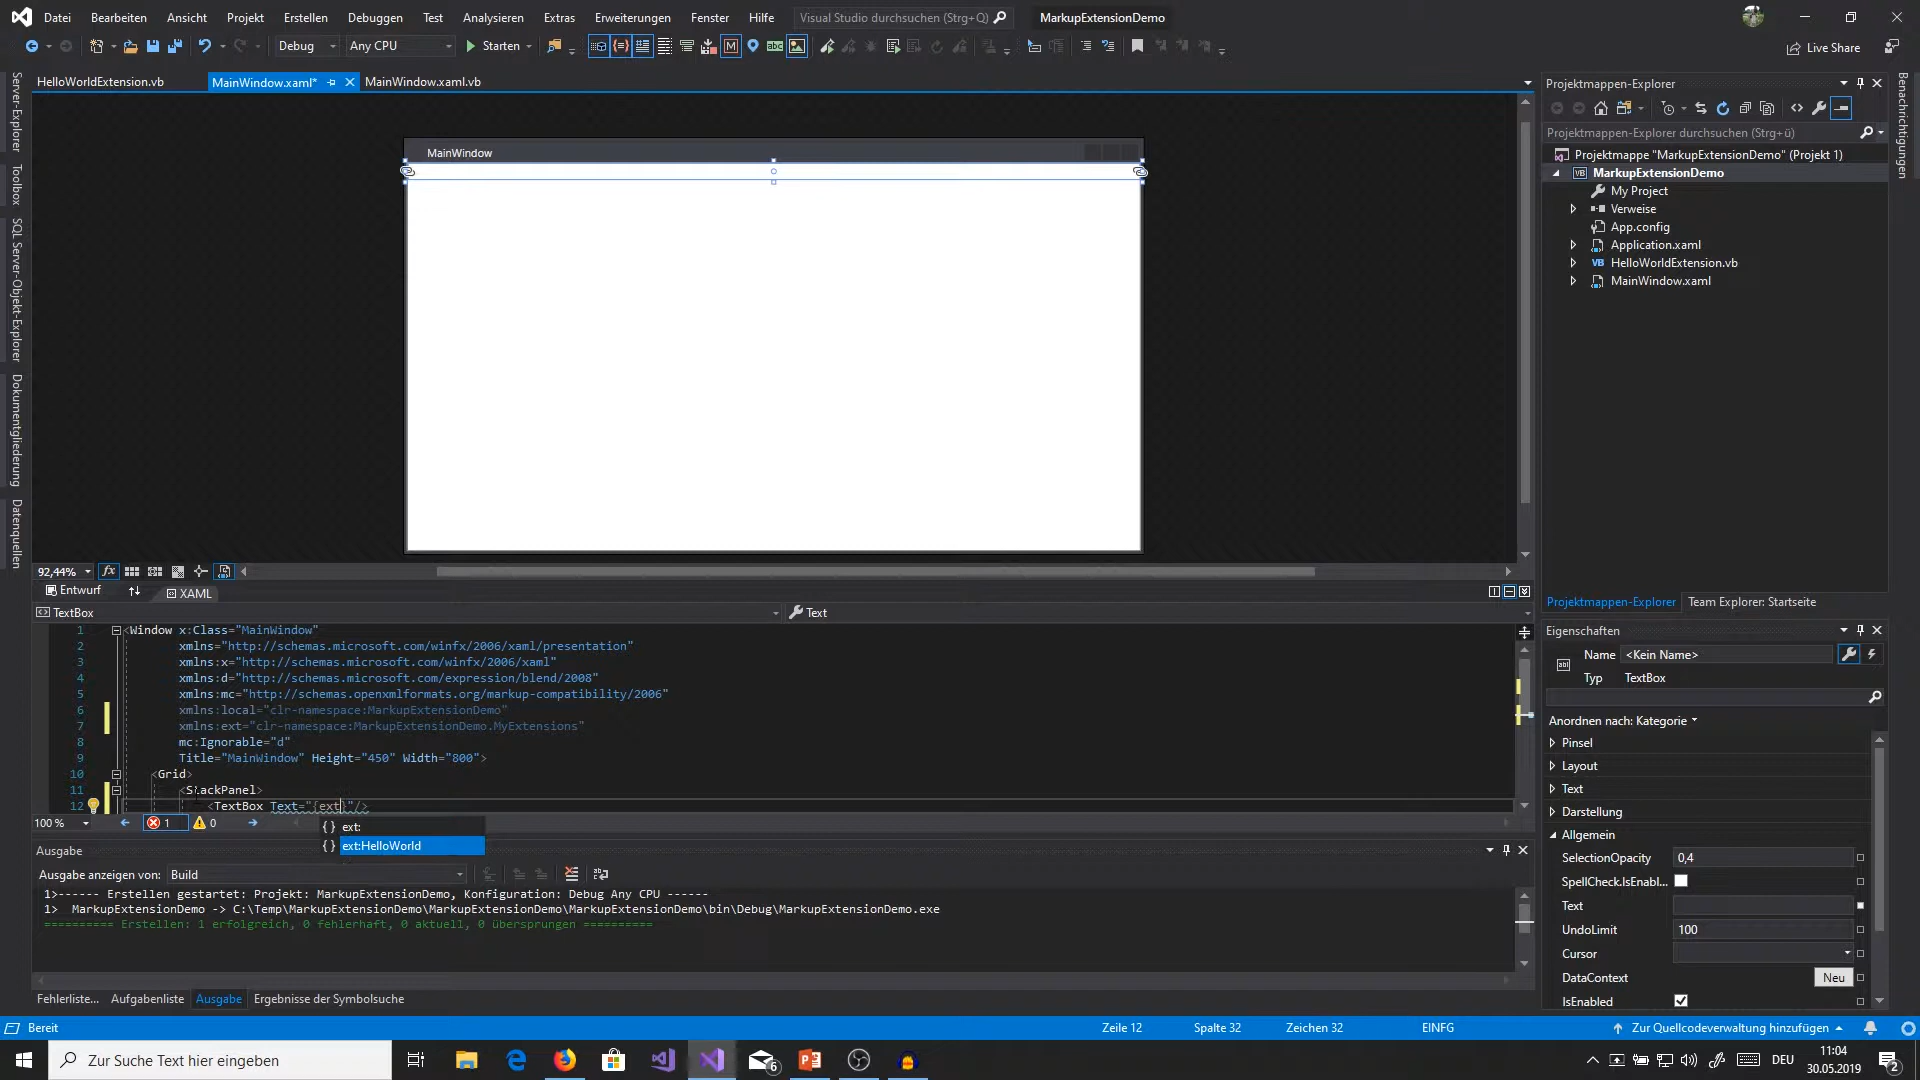 Datei Bearbeiten Ansicht Projekt Erstellen Debuggen Test Analysieren Extras Erweiterungen Fenster Hilfe Visual Studio durchsuchen (Strg+Q) MarkupExtensionDemo
Debug Any CPU Starten Live Share
HelloWorldExtension.vb MainWindow.xaml* MainWindow.xaml.vb
Server-Explorer
Toolbox
SQL Server-Objekt-Explorer
Dokumentgliederung
Datenquellen
MainWindow
92,44%
Entwurf XAML
TextBox Text
1 <Window x:Class="MainWindow"
2 xmlns="http://schemas.microsoft.com/winfx/2006/xaml/presentation"
3 xmlns:x="http://schemas.microsoft.com/winfx/2006/xaml"
4 xmlns:d="http://schemas.microsoft.com/expression/blend/2008"
5 xmlns:mc="http://schemas.openxmlformats.org/markup-compatibility/2006"
6 xmlns:local="clr-namespace:MarkupExtensionDemo"
7 xmlns:ext="clr-namespace:MarkupExtensionDemo.MyExtensions"
8 mc:Ignorable="d"
9 Title="MainWindow" Height="450" Width="800">
10 <Grid>
11 <StackPanel>
12 <TextBox Text="{ext}"/>
100 % 1 0
{ } ext:
{ } ext:HelloWorld
Ausgabe
Ausgabe anzeigen von: Build
1>------ Erstellen gestartet: Projekt: MarkupExtensionDemo, Konfiguration: Debug Any CPU ------
1> MarkupExtensionDemo -> C:\Temp\MarkupExtensionDemo\MarkupExtensionDemo\MarkupExtensionDemo\bin\Debug\MarkupExtensionDemo.exe
========== Erstellen: 1 erfolgreich, 0 fehlerhaft, 0 aktuell, 0 übersprungen ==========
Fehlerliste... Aufgabenliste Ausgabe Ergebnisse der Symbolsuche
Projektmappen-Explorer
Projektmappen-Explorer durchsuchen (Strg+ü)
Projektmappe "MarkupExtensionDemo" (Projekt 1)
VB MarkupExtensionDemo
My Project
Verweise
App.config
Application.xaml
VB HelloWorldExtension.vb
MainWindow.xaml
Projektmappen-Explorer Team Explorer: Startseite
Eigenschaften
Name <Kein Name>
Typ TextBox
Anordnen nach: Kategorie
Pinsel
Layout
Text
Darstellung
Allgemein
SelectionOpacity 0,4
SpellCheck.IsEnabl...
Text
UndoLimit 100
Cursor
DataContext Neu
IsEnabled
Benachrichtigungen
Bereit Zeile 12 Spalte 32 Zeichen 32 EINFG Zur Quellcodeverwaltung hinzufügen
Zur Suche Text hier eingeben 6 DEU 11:04
30.05.2019 2